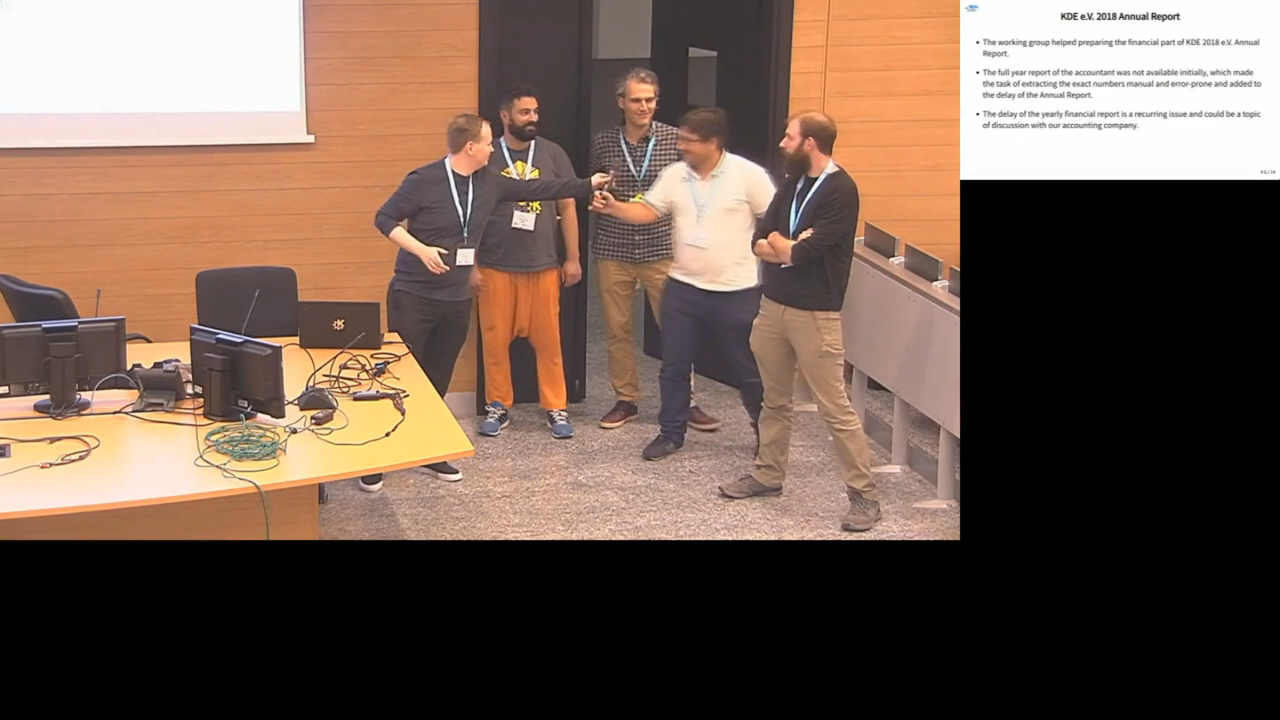 KDE e.V. 2018 Annual Report
• The working group helped preparing the financial part of KDE 2018 e.V. Annual
Report.
• The full year report of the accountant was not available initially, which made
the task of extracting the exact numbers manual and error-prone and added to
the delay of the Annual Report.
• The delay of the yearly financial report is a recurring issue and could be a topic
of discussion with our accounting company.